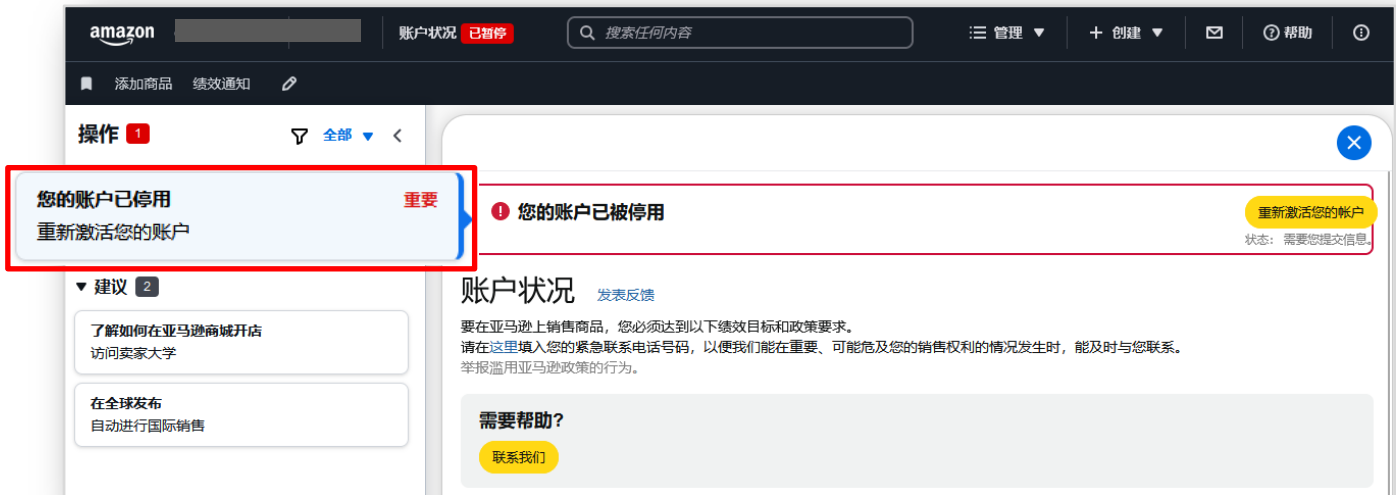 amazon
账户状况 已暂停
搜索任何内容
管理
创建
帮助
添加商品 绩效通知
操作 1
全部
您的账户已停用 重要
重新激活您的账户
建议 2
了解如何在亚马逊商城开店
访问卖家大学
在全球发布
自动进行国际销售
您的账户已被停用
重新激活您的帐户
状态: 需要您提交信息。
账户状况 发表反馈
要在亚马逊上销售商品，您必须达到以下绩效目标和政策要求。
请在这里填入您的紧急联系电话号码，以便我们能在重要、可能危及您的销售权利的情况发生时，能及时与您联系。
举报滥用亚马逊政策的行为。
需要帮助?
联系我们